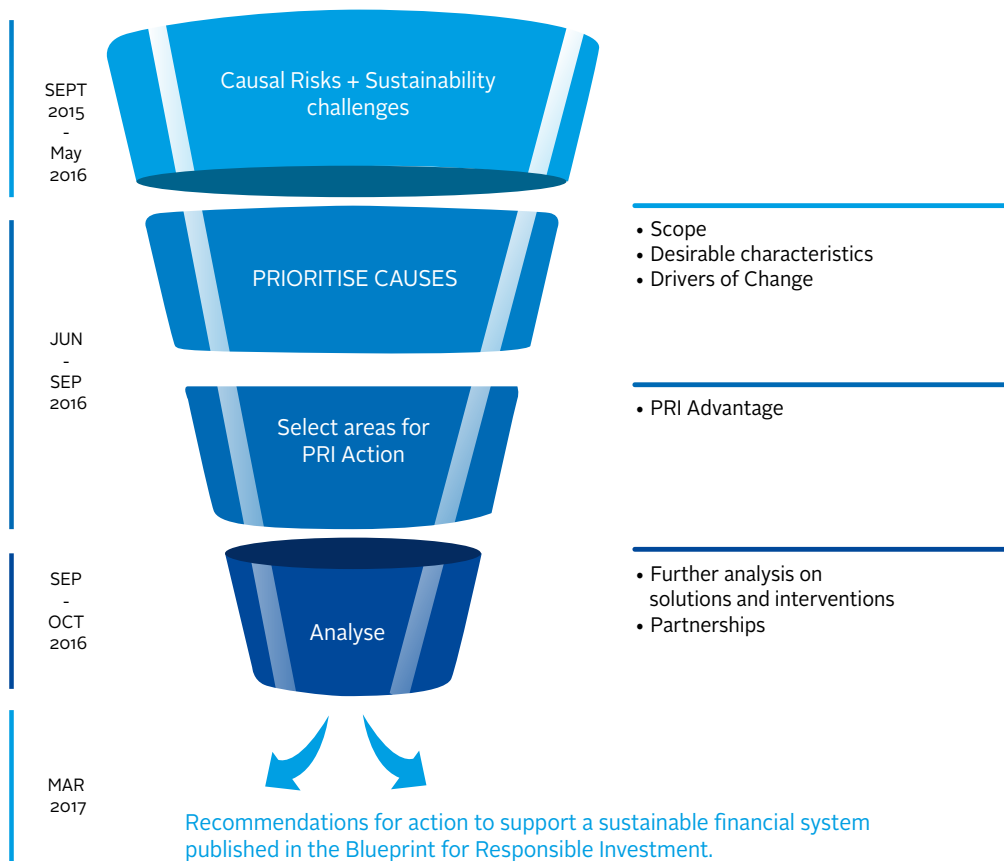 SEPT
2015
-
May
2016
Causal Risks + Sustainability
challenges
JUN
-
SEP
2016
PRIORITISE CAUSES
• Scope
• Desirable characteristics
• Drivers of Change
Select areas for
PRI Action
• PRI Advantage
SEP
-
OCT
2016
Analyse
• Further analysis on
solutions and interventions
• Partnerships
MAR
2017
Recommendations for action to support a sustainable financial system
published in the Blueprint for Responsible Investment.